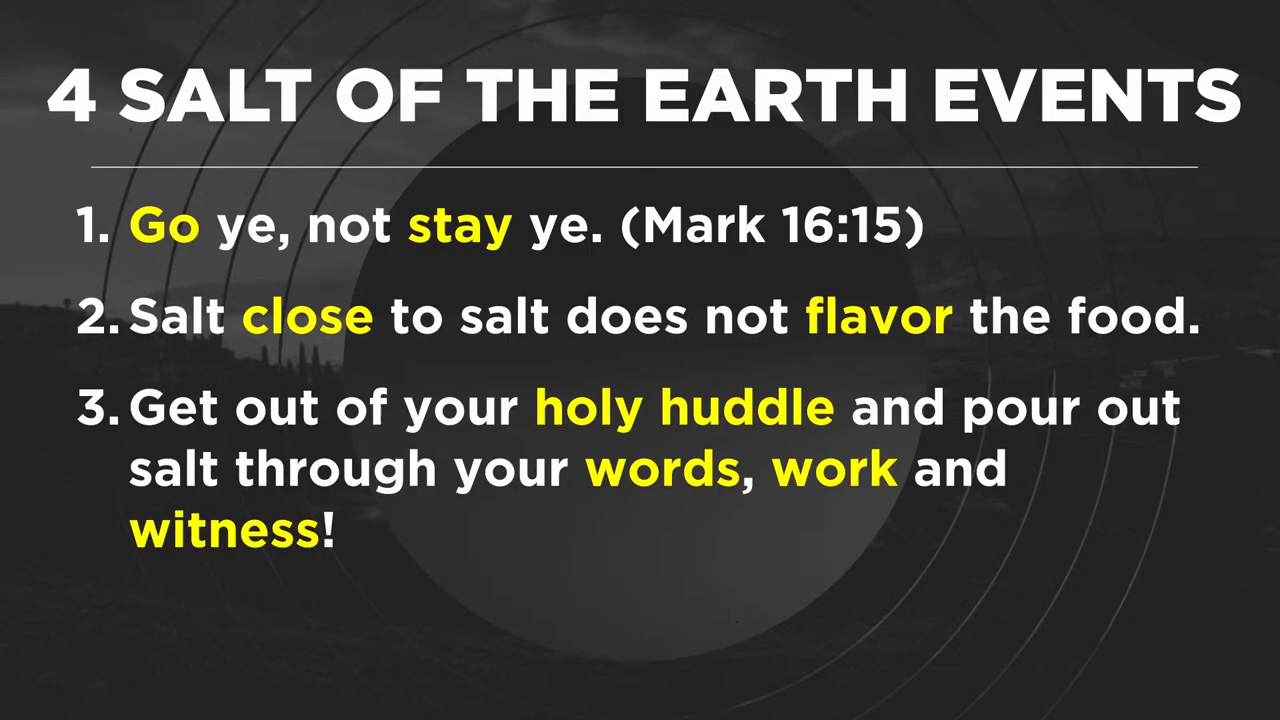 4 SALT OF THE EARTH EVENTS
1. Go ye, not stay ye. (Mark 16:15)
2. Salt close to salt does not flavor the food.
3. Get out of your holy huddle and pour out
salt through your words, work and
witness!